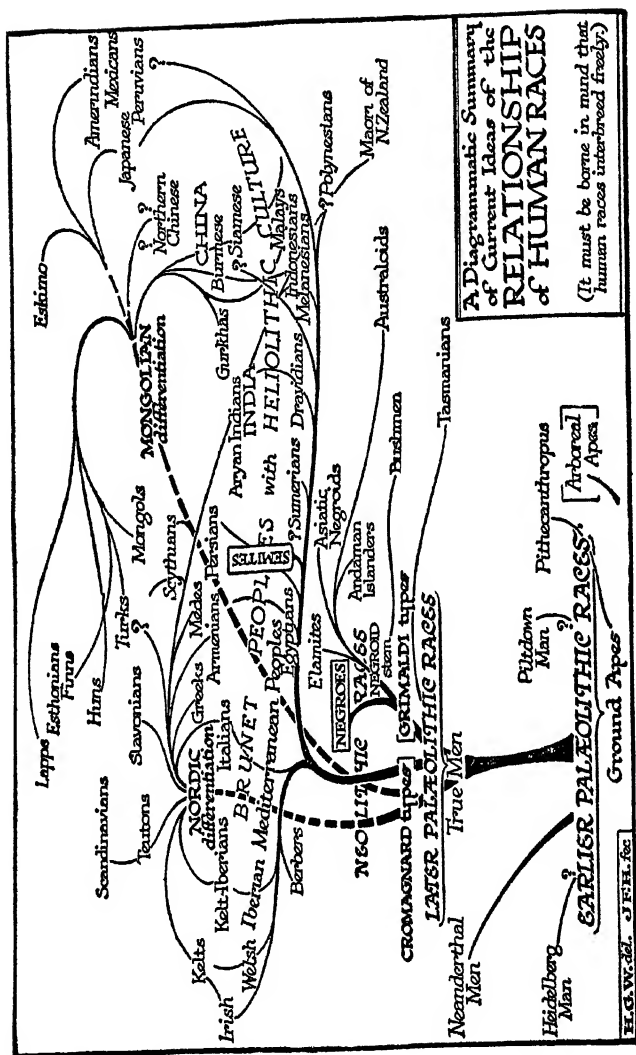 A Diagrammatic Summary
of Current Ideas of the
RELATIONSHIP
of HUMAN RACES
(It must be borne in mind that
human races interbreed freely.)
Eskimo
Amerindians
Mexicans
Peruvians
?
Japanese
? ?
Northern
Chinese
MONGOLIAN
differentiation
CHINA
Burmese
? Siamese
Gurkhas
Malays
Indonesians
Melanesians
? Polynesians
Maori of
N. Zealand
Lapps
Esthonians
Finns
Huns
Turks
?
Mongols
Scythians
Aryan Indians
INDIA
Dravidians
Scandinavians
Teutons
Slavonians
NORDIC
differentiation
Greeks
Medes
Persians
Armenians
Italians
Kelts
Kelt-Iberians
Irish
Welsh
BRUNET PEOPLES with HELIOLITHIC CULTURE
Iberian Mediterranean Peoples
SEMITES
Egyptians
? Sumerians
Berbers
Elamites
Asiatic
Negroids
Australoids
Andaman
Islanders
Bushmen
Tasmanians
NEGROES
NEGROID
stem
NEOLITHIC RACES
CROMAGNARD types
GRIMALDI types
LATER PALÆOLITHIC RACES
True Men
Neanderthal
Men
Heidelberg
Man
?
Piltdown
Man
?
Pithecanthropus
Arboreal
Apes
EARLIER PALÆOLITHIC RACES
Ground Apes
H.G.W. del. J.F.H. fec